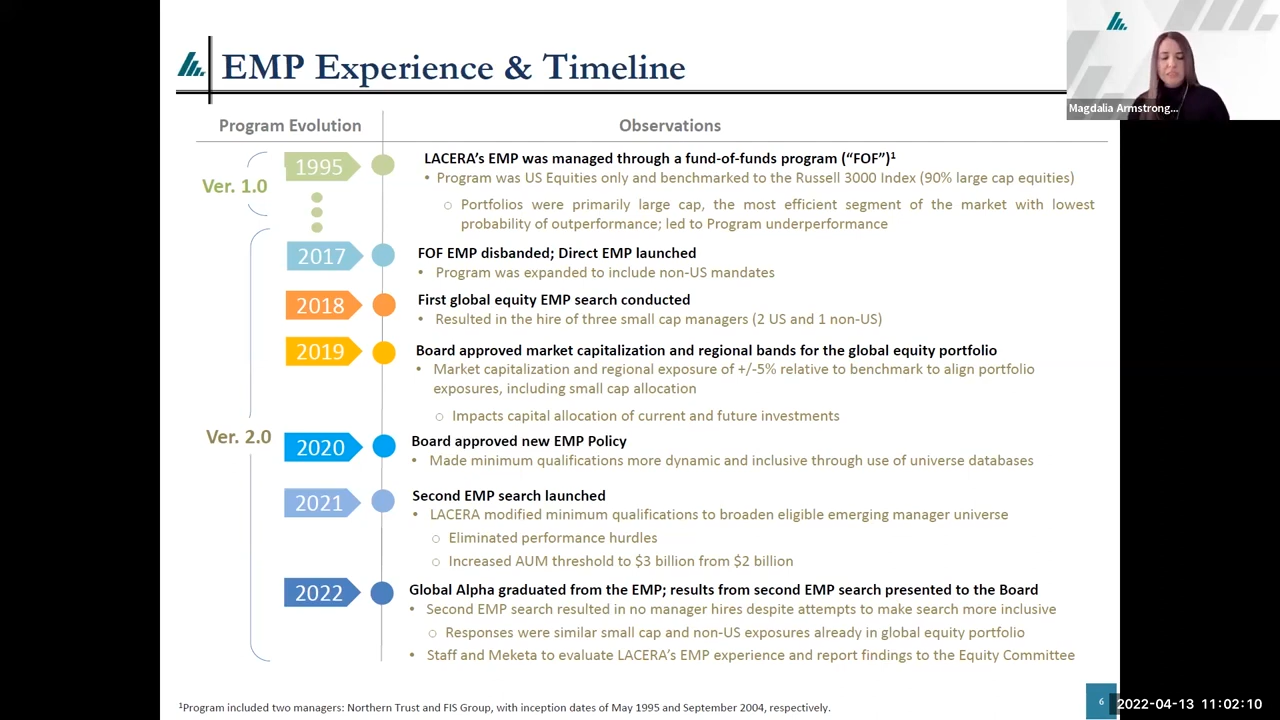 EMP Experience & Timeline
Magdalia Armstrong...
Program Evolution
Observations
Ver. 1.0
1995
LACERA's EMP was managed through a fund-of-funds program ("FOF")1
• Program was US Equities only and benchmarked to the Russell 3000 Index (90% large cap equities)
○ Portfolios were primarily large cap, the most efficient segment of the market with lowest
probability of outperformance; led to Program underperformance
Ver. 2.0
2017
FOF EMP disbanded; Direct EMP launched
• Program was expanded to include non-US mandates
2018
First global equity EMP search conducted
• Resulted in the hire of three small cap managers (2 US and 1 non-US)
2019
Board approved market capitalization and regional bands for the global equity portfolio
• Market capitalization and regional exposure of +/-5% relative to benchmark to align portfolio
exposures, including small cap allocation
○ Impacts capital allocation of current and future investments
2020
Board approved new EMP Policy
• Made minimum qualifications more dynamic and inclusive through use of universe databases
2021
Second EMP search launched
• LACERA modified minimum qualifications to broaden eligible emerging manager universe
○ Eliminated performance hurdles
○ Increased AUM threshold to $3 billion from $2 billion
2022
Global Alpha graduated from the EMP; results from second EMP search presented to the Board
• Second EMP search resulted in no manager hires despite attempts to make search more inclusive
○ Responses were similar small cap and non-US exposures already in global equity portfolio
• Staff and Meketa to evaluate LACERA's EMP experience and report findings to the Equity Committee
1Program included two managers: Northern Trust and FIS Group, with inception dates of May 1995 and September 2004, respectively.
6
2022-04-13 11:02:10